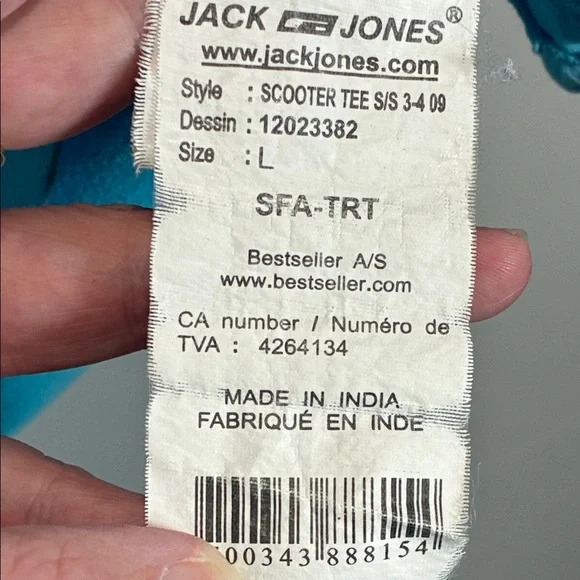 JACK JONES®
www.jackjones.com
Style : SCOOTER TEE S/S 3-4 09
Dessin : 12023382
Size : L
SFA-TRT
Bestseller A/S
www.bestseller.com
CA number / Numéro de
TVA : 4264134
MADE IN INDIA
FABRIQUÉ EN INDE
00343 888154